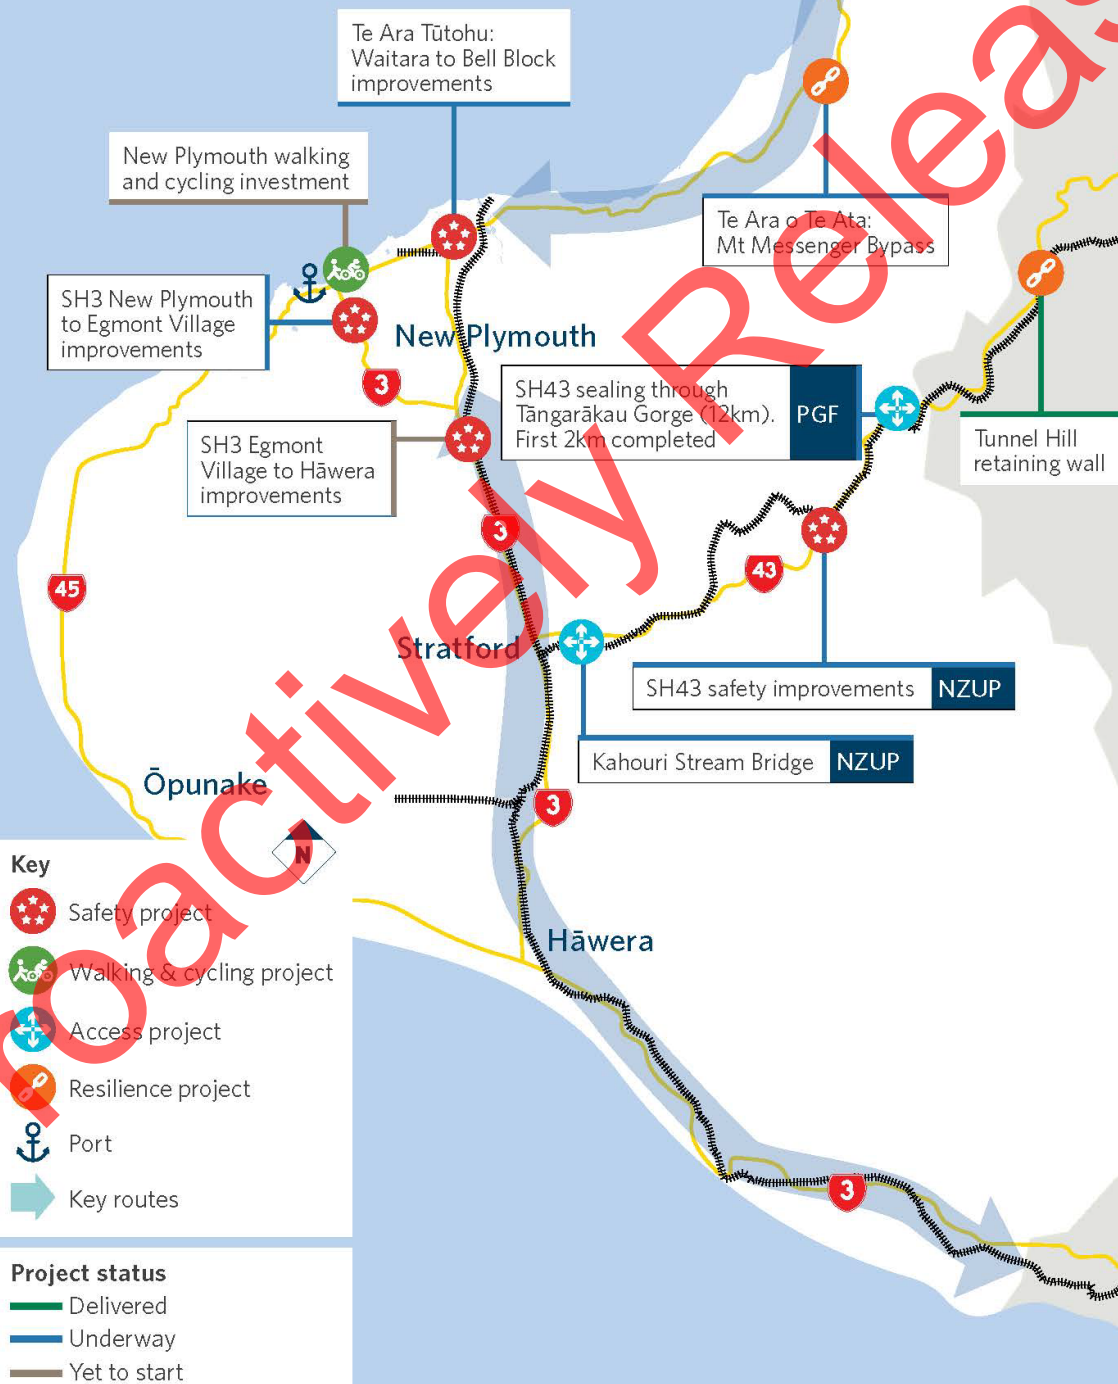 Te Ara Tūtohu:
Waitara to Bell Block
improvements
New Plymouth walking
and cycling investment
Te Ara o Te Ata:
Mt Messenger Bypass
SH3 New Plymouth
to Egmont Village
improvements
New Plymouth
3
SH43 sealing through
Tāngarākau Gorge (12km).
First 2km completed
PGF
Tunnel Hill
retaining wall
SH3 Egmont
Village to Hāwera
improvements
3
43
45
Stratford
SH43 safety improvements
NZUP
Kahouri Stream Bridge
NZUP
Ōpunake
3
N
Hāwera
3
Key
Safety project
Walking & cycling project
Access project
Resilience project
Port
Key routes
Project status
Delivered
Underway
Yet to start
roactively Releas